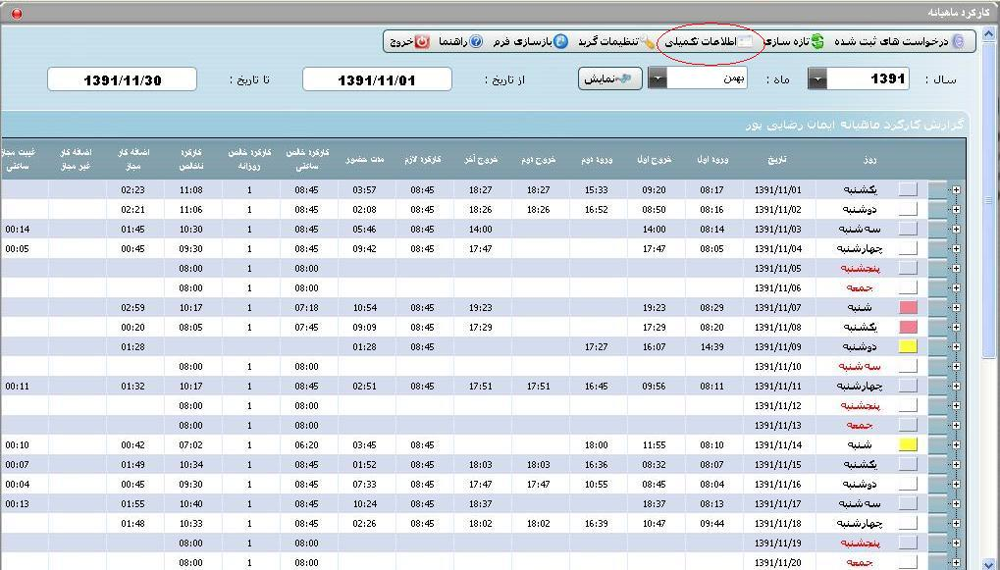 کارکرد ماهیانه
درخواست های ثبت شده تازه سازی اطلاعات تکمیلی تنظیمات گرید بازسازی فرم راهنما خروج
سال : 1391 ماه : بهمن نمایش از تاریخ : 1391/11/01 تا تاریخ : 1391/11/30
گزارش کارکرد ماهیانه ایمان رضایی پور
روز تاریخ ورود اول خروج اول ورود دوم خروج دوم خروج آخر کارکرد لازم مدت حضور کارکرد خالص ساعتی کارکرد خالص روزانه کارکرد ناخالص اضافه کار مجاز اضافه کار غیر مجاز غیبت مجاز ساعتی
یکشنبه 1391/11/01 08:17 09:20 15:33 18:27 18:27 08:45 03:57 08:45 1 11:08 02:23
دوشنبه 1391/11/02 08:16 08:50 16:52 18:26 18:26 08:45 02:08 08:45 1 11:06 02:21
سه شنبه 1391/11/03 08:14 14:00 14:00 08:45 05:46 08:45 1 10:30 01:45 00:14
چهارشنبه 1391/11/04 08:05 17:47 17:47 08:45 09:42 08:45 1 09:30 00:45 00:05
پنجشنبه 1391/11/05 08:00 1 08:00
جمعه 1391/11/06 08:00 1 08:00
شنبه 1391/11/07 08:29 19:23 19:23 08:45 10:54 07:18 1 10:17 02:59
یکشنبه 1391/11/08 08:20 17:29 17:29 08:45 09:09 07:45 1 08:05 00:20
دوشنبه 1391/11/09 14:39 16:07 17:27 08:45 01:28 01:28
سه شنبه 1391/11/10 08:00 1 08:00
چهارشنبه 1391/11/11 08:11 09:56 16:45 17:51 17:51 08:45 02:51 08:45 1 10:17 01:32 00:11
پنجشنبه 1391/11/12 08:00 1 08:00
جمعه 1391/11/13 08:00 1 08:00
شنبه 1391/11/14 08:10 11:55 18:00 08:45 03:45 06:20 1 07:02 00:42 00:10
یکشنبه 1391/11/15 08:07 08:32 16:36 18:03 18:03 08:45 01:52 08:45 1 10:34 01:49 00:07
دوشنبه 1391/11/16 08:04 08:45 10:55 17:47 17:47 08:45 07:33 08:45 1 09:30 00:45 00:04
سه شنبه 1391/11/17 08:13 18:37 18:37 08:45 10:24 08:45 1 10:40 01:55 00:13
چهارشنبه 1391/11/18 09:44 10:47 16:39 18:02 18:02 08:45 02:26 08:45 1 10:33 01:48
پنجشنبه 1391/11/19 08:00 1 08:00
جمعه 1391/11/20 08:00 1 08:00